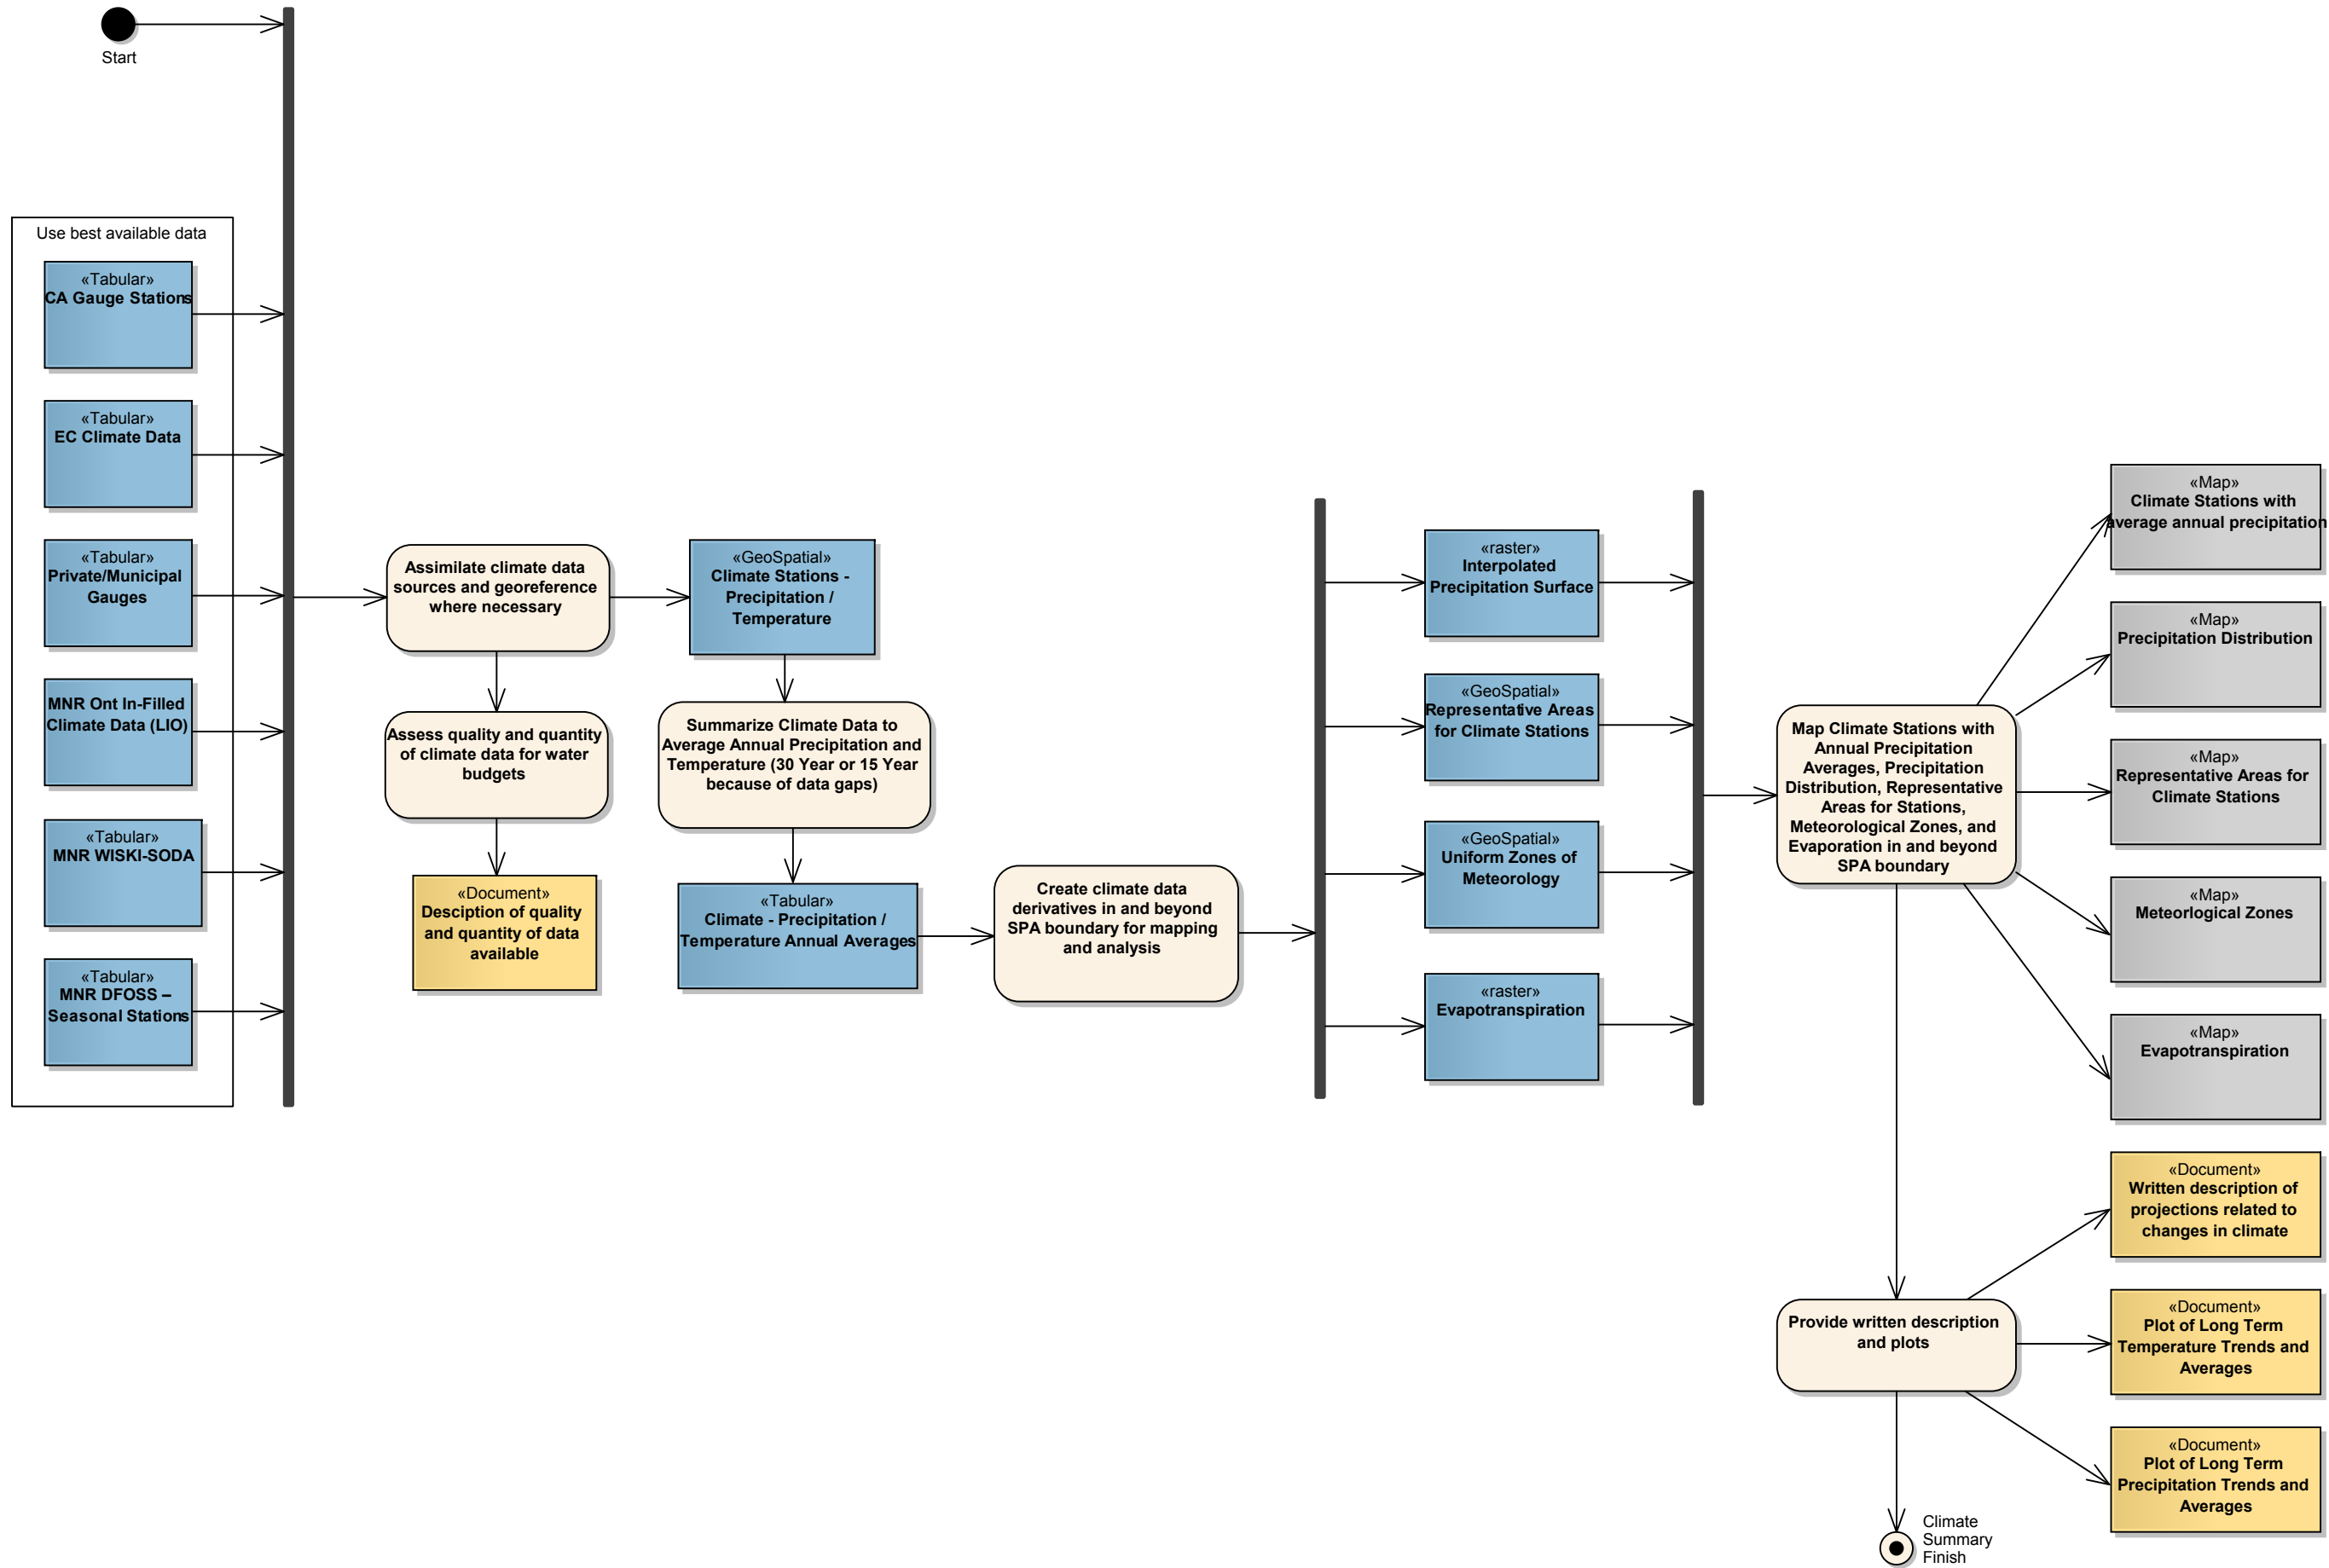 Start
Use best available data
«Tabular»
CA Gauge Stations
«Tabular»
EC Climate Data
«Tabular»
Private/Municipal
Gauges
MNR Ont In-Filled
Climate Data (LIO)
«Tabular»
MNR WISKI-SODA
«Tabular»
MNR DFOSS –
Seasonal Stations
Assimilate climate data
sources and georeference
where necessary
Assess quality and quantity
of climate data for water
budgets
«Document»
Desciption of quality
and quantity of data
available
«GeoSpatial»
Climate Stations -
Precipitation /
Temperature
Summarize Climate Data to
Average Annual Precipitation and
Temperature (30 Year or 15 Year
because of data gaps)
«Tabular»
Climate - Precipitation /
Temperature Annual Averages
Create climate data
derivatives in and beyond
SPA boundary for mapping
and analysis
«raster»
Interpolated
Precipitation Surface
«GeoSpatial»
Representative Areas
for Climate Stations
«GeoSpatial»
Uniform Zones of
Meteorology
«raster»
Evapotranspiration
Map Climate Stations with
Annual Precipitation
Averages, Precipitation
Distribution, Representative
Areas for Stations,
Meteorological Zones, and
Evaporation in and beyond
SPA boundary
«Map»
Climate Stations with
average annual precipitation
«Map»
Precipitation Distribution
«Map»
Representative Areas for
Climate Stations
«Map»
Meteorlogical Zones
«Map»
Evapotranspiration
Provide written description
and plots
«Document»
Written description of
projections related to
changes in climate
«Document»
Plot of Long Term
Temperature Trends and
Averages
«Document»
Plot of Long Term
Precipitation Trends and
Averages
Climate
Summary
Finish